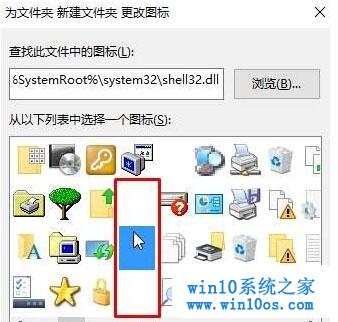 为文件夹 新建文件夹 更改图标
查找此文件中的图标(L):
%SystemRoot%\system32\shell32.dll
浏览(B)...
从以下列表中选择一个图标(S):
win10系统之家
www.win10os.com